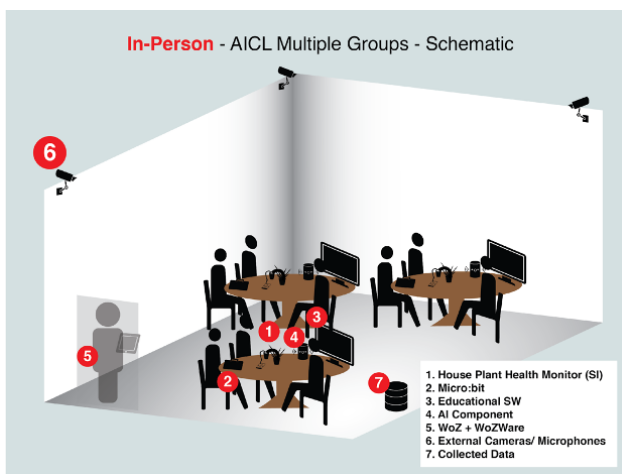 In-Person - AICL Multiple Groups - Schematic
6
1
3
4
5
2
7
1. House Plant Health Monitor (SI)
2. Micro:bit
3. Educational SW
4. AI Component
5. WoZ + WoZWare
6. External Cameras/ Microphones
7. Collected Data